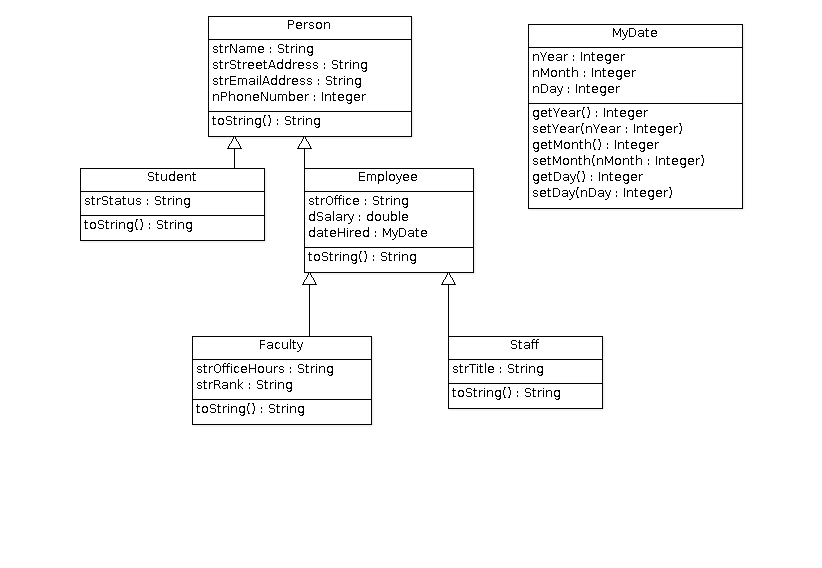 Person
strName : String
strStreetAddress : String
strEmailAddress : String
nPhoneNumber : Integer
toString() : String
MyDate
nYear : Integer
nMonth : Integer
nDay : Integer
getYear() : Integer
setYear(nYear : Integer)
getMonth() : Integer
setMonth(nMonth : Integer)
getDay() : Integer
setDay(nDay : Integer)
Student
strStatus : String
toString() : String
Employee
strOffice : String
dSalary : double
dateHired : MyDate
toString() : String
Faculty
strOfficeHours : String
strRank : String
toString() : String
Staff
strTitle : String
toString() : String